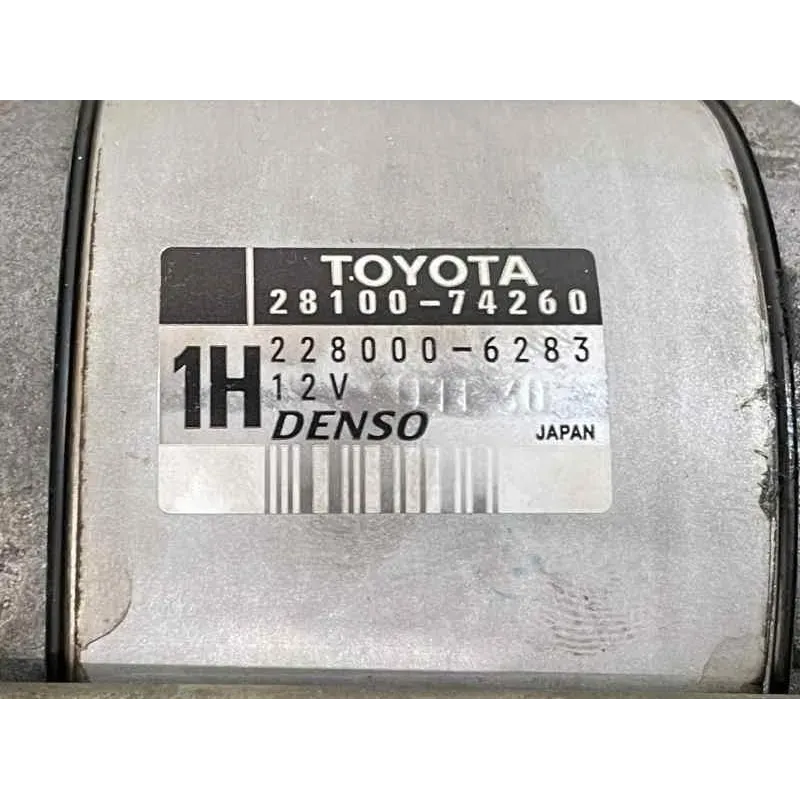 TOYOTA
28100-74260
1H
228000-6283
12V
DENSO
JAPAN